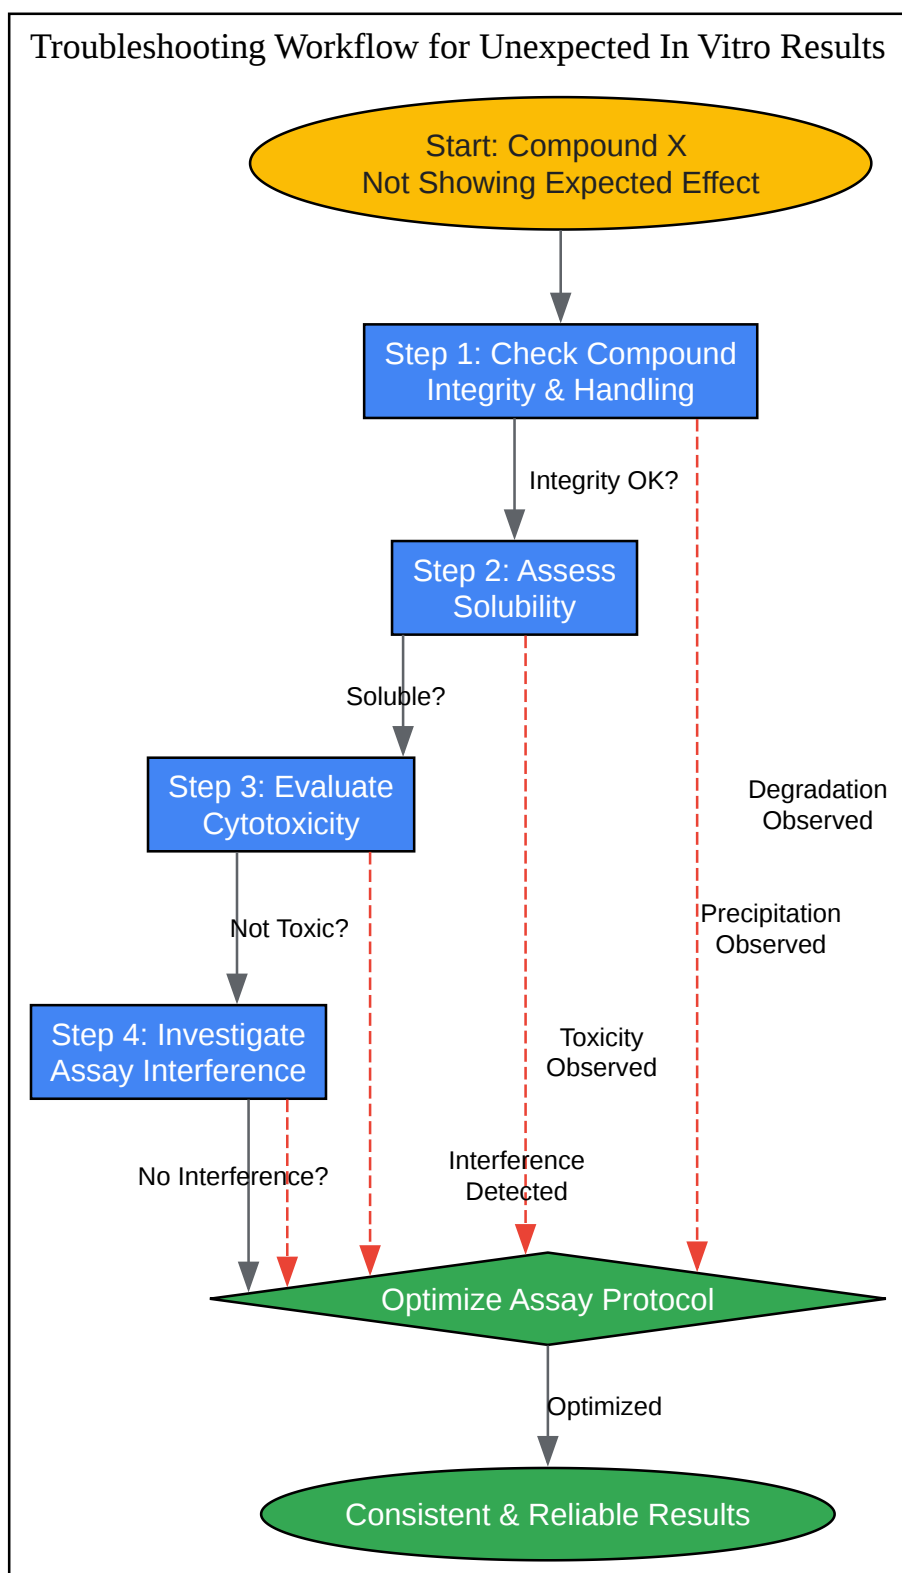 Troubleshooting Workflow for Unexpected In Vitro Results
Start: Compound X
Not Showing Expected Effect
Step 1: Check Compound
Integrity & Handling
Integrity OK?
Step 2: Assess
Solubility
Soluble?
Step 3: Evaluate
Cytotoxicity
Degradation
Observed
Precipitation
Observed
Not Toxic?
Step 4: Investigate
Assay Interference
Toxicity
Observed
No Interference?
Interference
Detected
Optimize Assay Protocol
Optimized
Consistent & Reliable Results